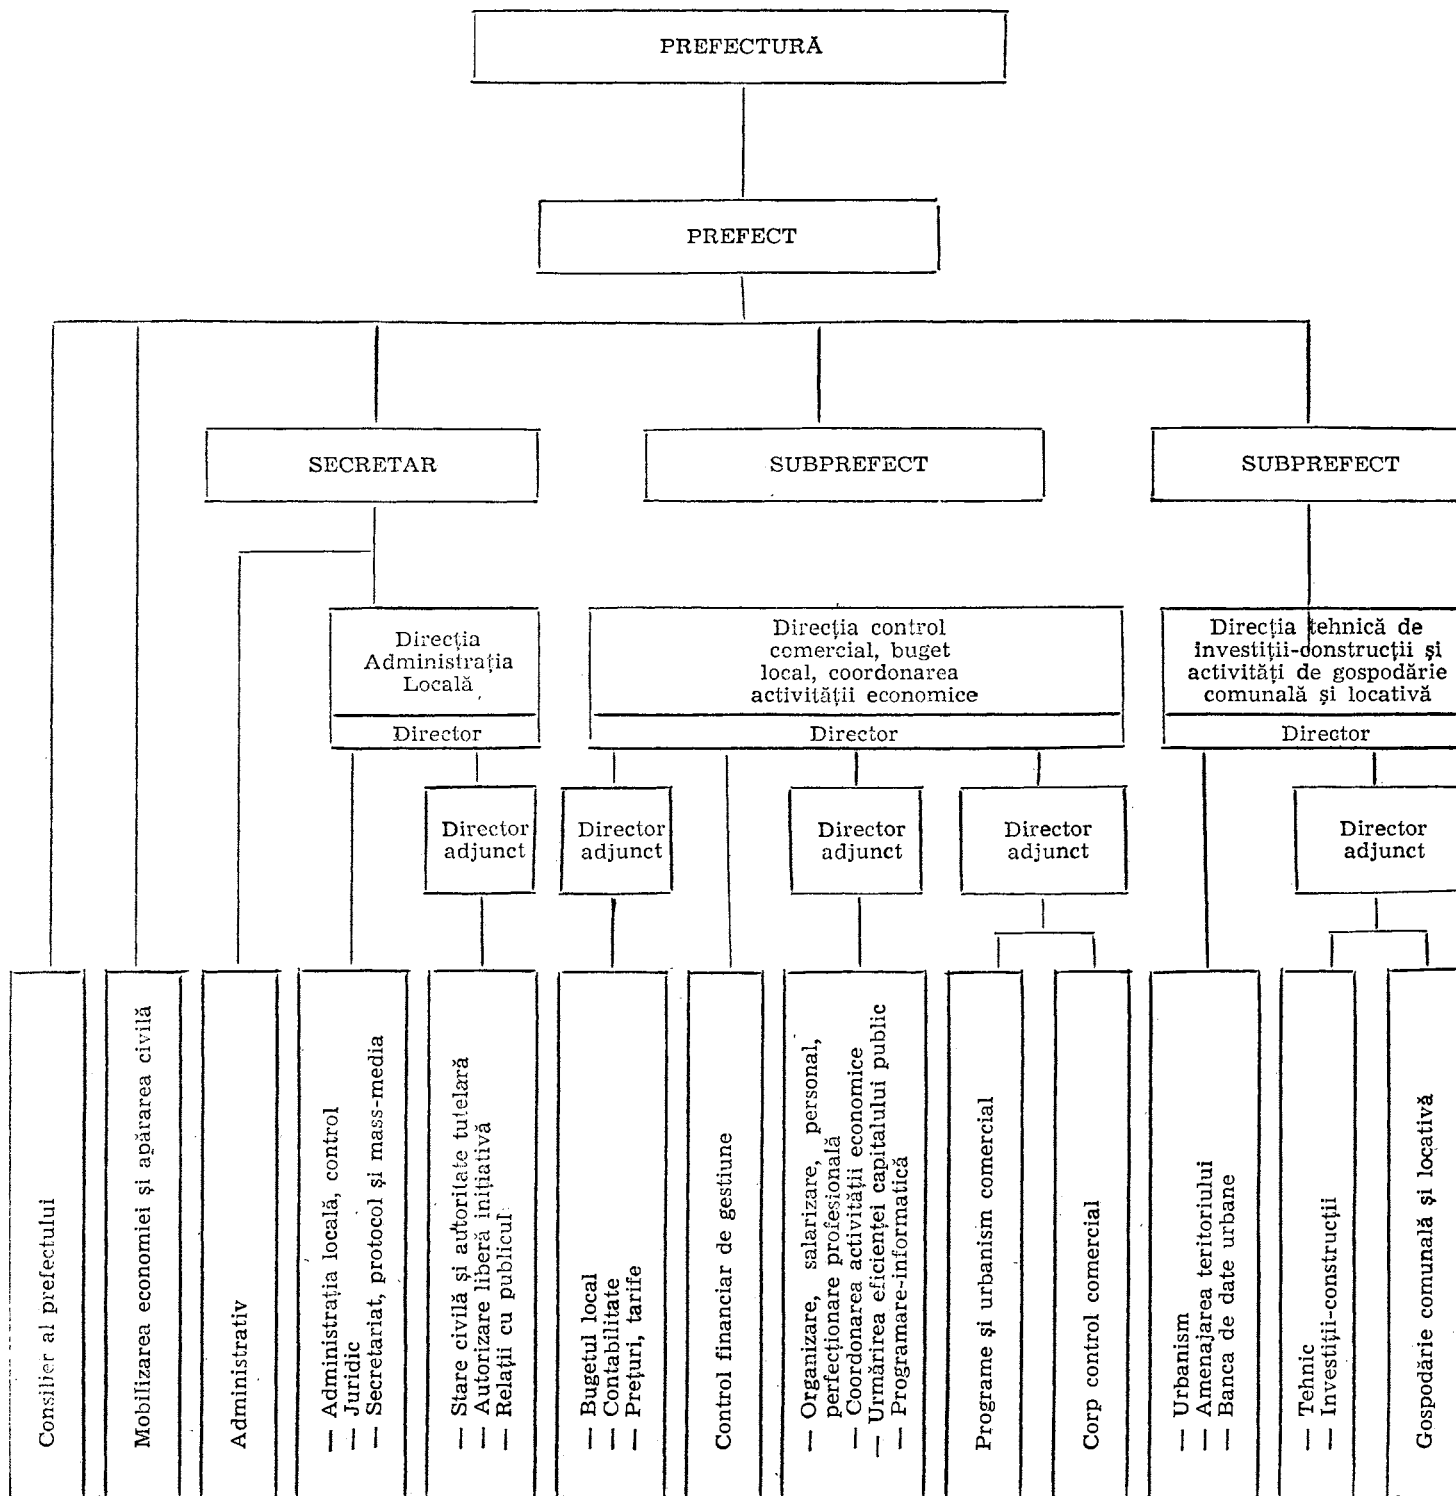 PREFECTURĂ
PREFECT
SECRETAR
SUBPREFECT
SUBPREFECT
Direcția
Administrația
Locală
Director
Direcția control
comercial, buget
local, coordonarea
activității economice
Director
Direcția tehnică de
investiții-construcții și
activități de gospodărie
comunală și locativă
Director
Director
adjunct
Director
adjunct
Director
adjunct
Director
adjunct
Director
adjunct
Consilier al prefectului
Mobilizarea economiei și apărarea civilă
Administrativ
— Administrația locală, control
— Juridic
— Secretariat, protocol și mass-media
— Stare civilă și autoritate tutelară
— Autorizare liberă inițiativă
— Relații cu publicul
— Bugetul local
— Contabilitate
— Prețuri, tarife
Control financiar de gestiune
— Organizare, salarizare, personal,
perfecționare profesională
— Coordonarea activității economice
— Urmărirea eficienței capitalului public
— Programare-informatică
Programe și urbanism comercial
Corp control comercial
— Urbanism
— Amenajarea teritoriului
— Banca de date urbane
— Tehnic
— Investiții-construcții
Gospodărie comunală și locativă